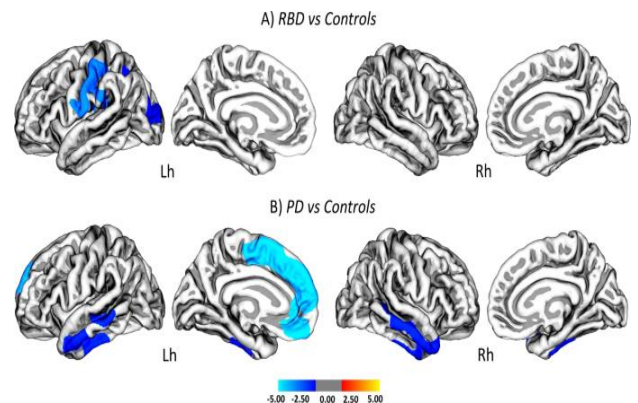 A) RBD vs Controls
Lh
Rh
B) PD vs Controls
Lh
Rh
-5.00 -2.50 0.00 2.50 5.00